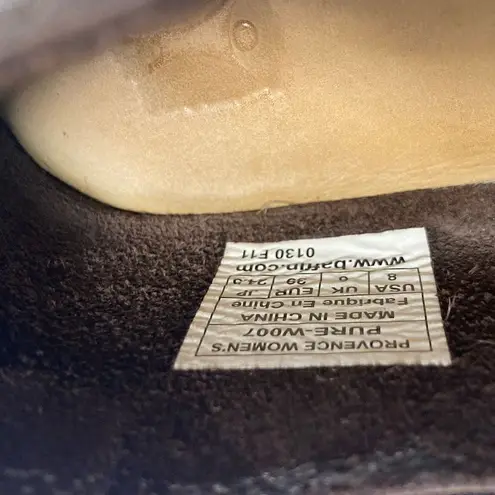 PROVENCE WOMEN'S
PURE-W007
MADE IN CHINA
Fabrique En Chine
USA UK EUR JP
8 6 39 24.5
www.baffin.com
0130 F11